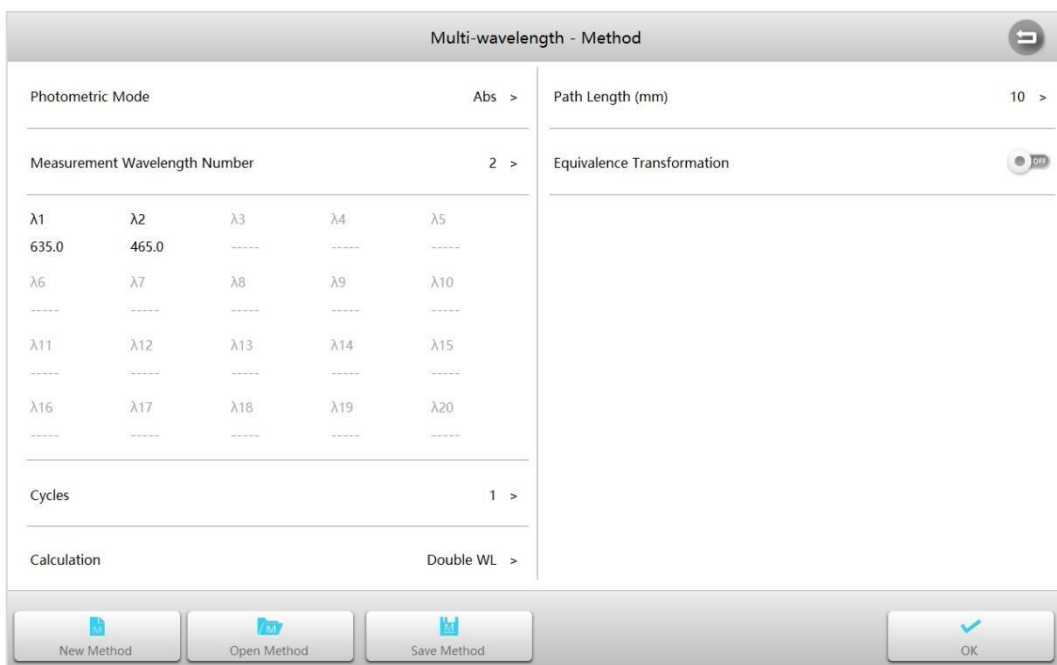 Multi-wavelength - Method
Photometric Mode Abs >
Measurement Wavelength Number 2 >
λ1 λ2 λ3 λ4 λ5
635.0 465.0 ----- ----- -----
λ6 λ7 λ8 λ9 λ10
----- ----- ----- ----- -----
λ11 λ12 λ13 λ14 λ15
----- ----- ----- ----- -----
λ16 λ17 λ18 λ19 λ20
----- ----- ----- ----- -----
Cycles 1 >
Calculation Double WL >
Path Length (mm) 10 >
Equivalence Transformation OFF
M M M
New Method Open Method Save Method OK